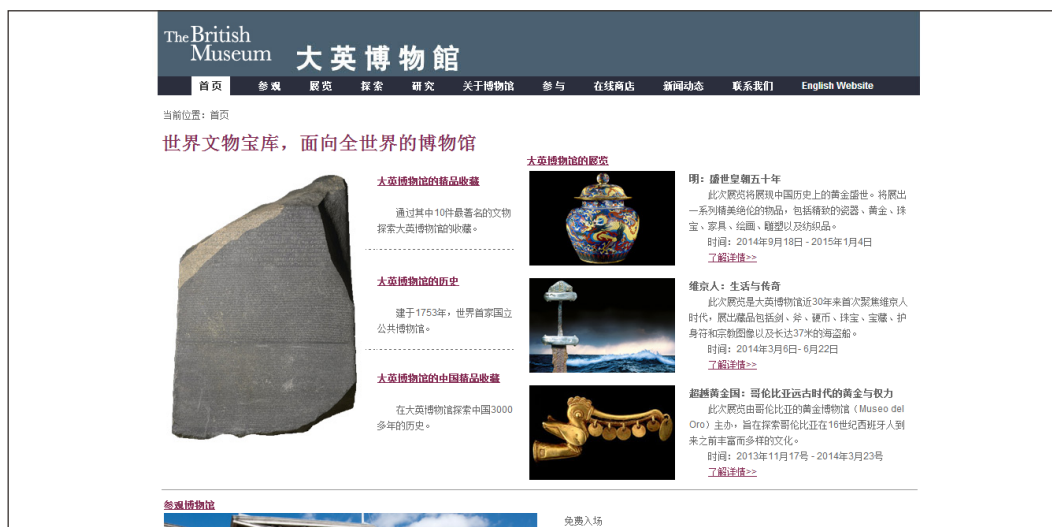 The British
Museum
大英博物館
首页 参观 展览 探索 研究 关于博物馆 参与 在线商店 新闻动态 联系我们 English Website
当前位置：首页
世界文物宝库，面向全世界的博物馆
大英博物馆的精品收藏
通过其中10件最著名的文物
探索大英博物馆的收藏。
大英博物馆的历史
建于1753年，世界首家国立
公共博物馆。
大英博物馆的中国精品收藏
在大英博物馆探索中国3000
多年的历史。
大英博物馆的展览
明：盛世皇朝五十年
此次展览将展现中国历史上的黄金盛世。将展出
一系列精美绝伦的物品，包括精致的瓷器、黄金、珠
宝、家具、绘画、雕塑以及纺织品。
时间：2014年9月18日 - 2015年1月4日
了解详情>>
维京人：生活与传奇
此次展览是大英博物馆近30年来首次聚焦维京人
时代，展出藏品包括剑、斧、硬币、珠宝、宝藏、护
身符和宗教图像以及长达37米的海盗船。
时间：2014年3月6日- 6月22日
了解详情>>
超越黄金国：哥伦比亚远古时代的黄金与权力
此次展览由哥伦比亚的黄金博物馆（Museo del
Oro）主办，旨在探索哥伦比亚在16世纪西班牙人到
来之前丰富而多样的文化。
时间：2013年11月17号 - 2014年3月23号
了解详情>>
参观博物馆
免费入场